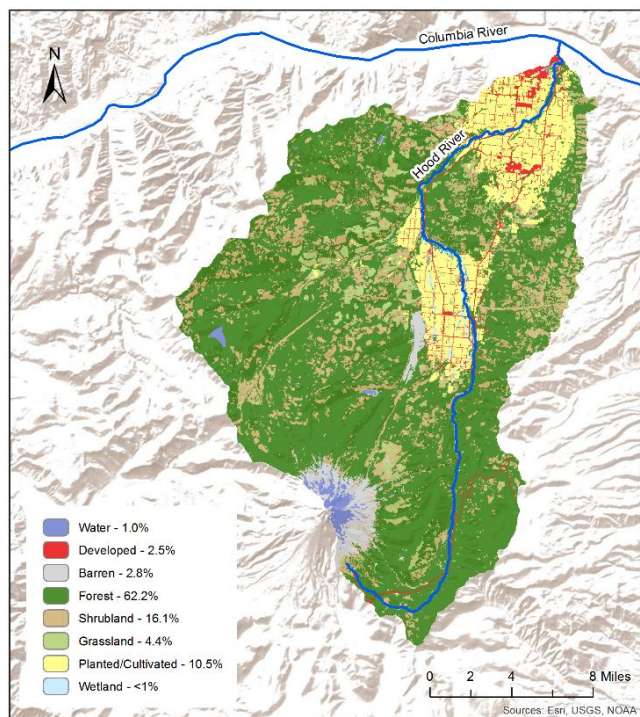 Columbia River
N
Hood River
Water - 1.0%
Developed - 2.5%
Barren - 2.8%
Forest - 62.2%
Shrubland - 16.1%
Grassland - 4.4%
Planted/Cultivated - 10.5%
Wetland - <1%
0 2 4 8 Miles
Sources: Esri, USGS, NOAA